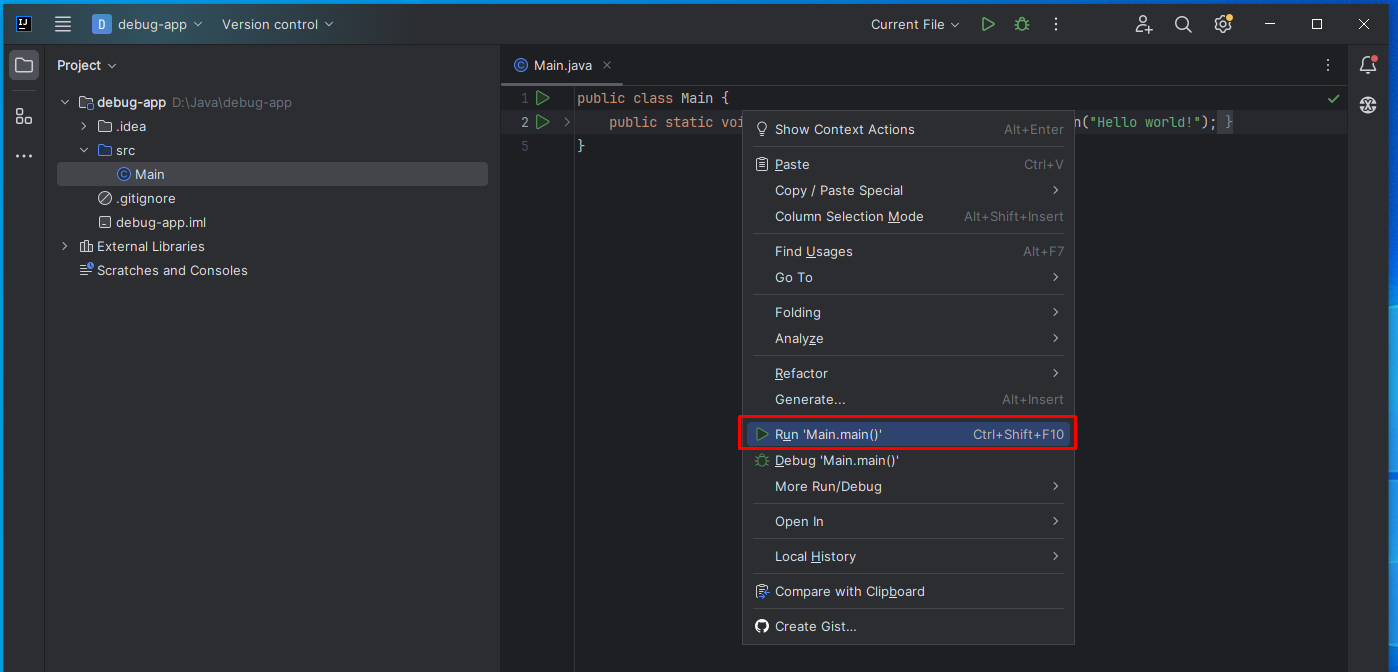 IJ D debug-app Version control Current File
Project
Main.java
debug-app D:\Java\debug-app
.idea
src
Main
.gitignore
debug-app.iml
External Libraries
Scratches and Consoles
1 public class Main {
2 public static voi n("Hello world!"); }
5 }
Show Context Actions Alt+Enter
Paste Ctrl+V
Copy / Paste Special
Column Selection Mode Alt+Shift+Insert
Find Usages Alt+F7
Go To
Folding
Analyze
Refactor
Generate... Alt+Insert
Run 'Main.main()' Ctrl+Shift+F10
Debug 'Main.main()'
More Run/Debug
Open In
Local History
Compare with Clipboard
Create Gist...